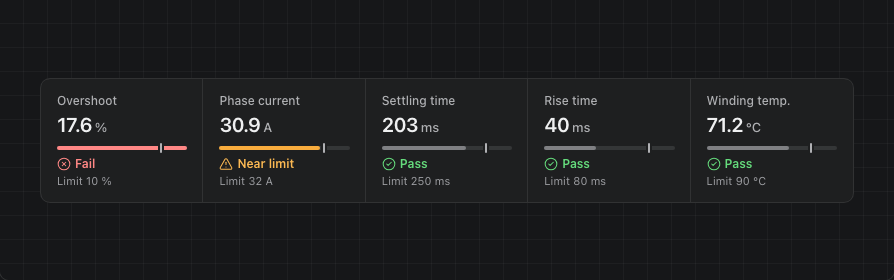 Overshoot
17.6 %
Fail
Limit 10 %
Phase current
30.9 A
Near limit
Limit 32 A
Settling time
203 ms
Pass
Limit 250 ms
Rise time
40 ms
Pass
Limit 80 ms
Winding temp.
71.2 °C
Pass
Limit 90 °C